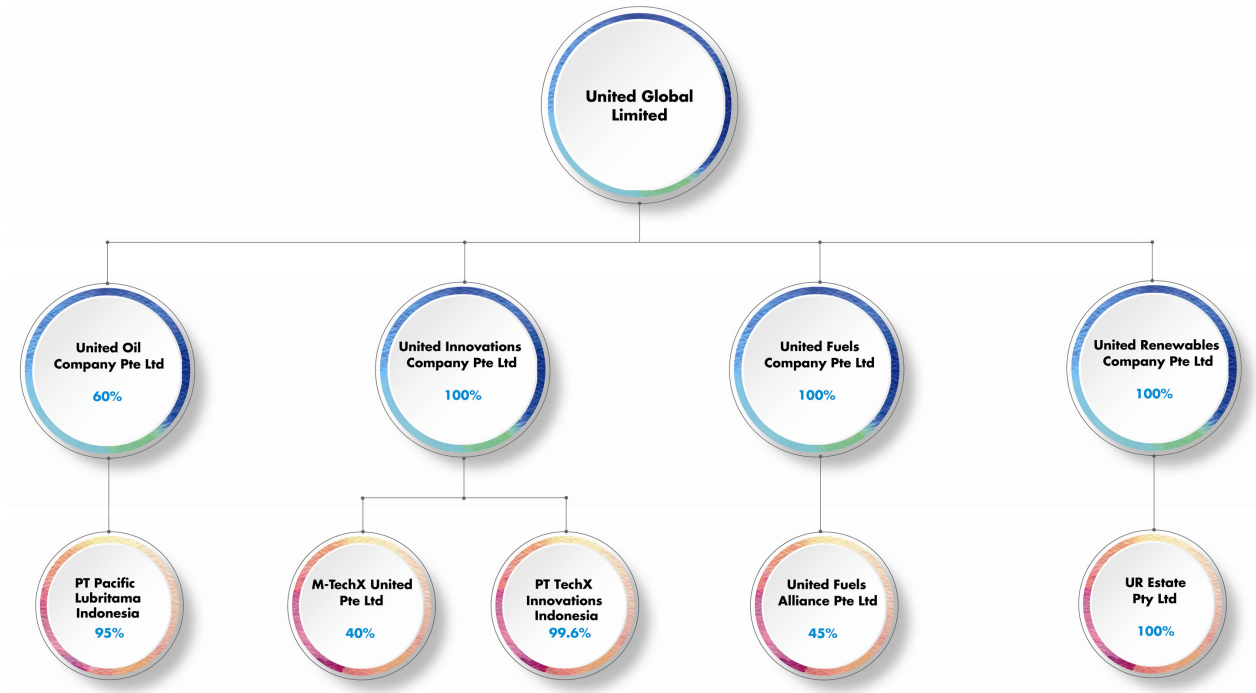 United Global
Limited
United Oil
Company Pte Ltd
60%
United Innovations
Company Pte Ltd
100%
United Fuels
Company Pte Ltd
100%
United Renewables
Company Pte Ltd
100%
PT Pacific
Lubritama
Indonesia
95%
M-TechX United
Pte Ltd
40%
PT TechX
Innovations
Indonesia
99.6%
United Fuels
Alliance Pte Ltd
45%
UR Estate
Pty Ltd
100%